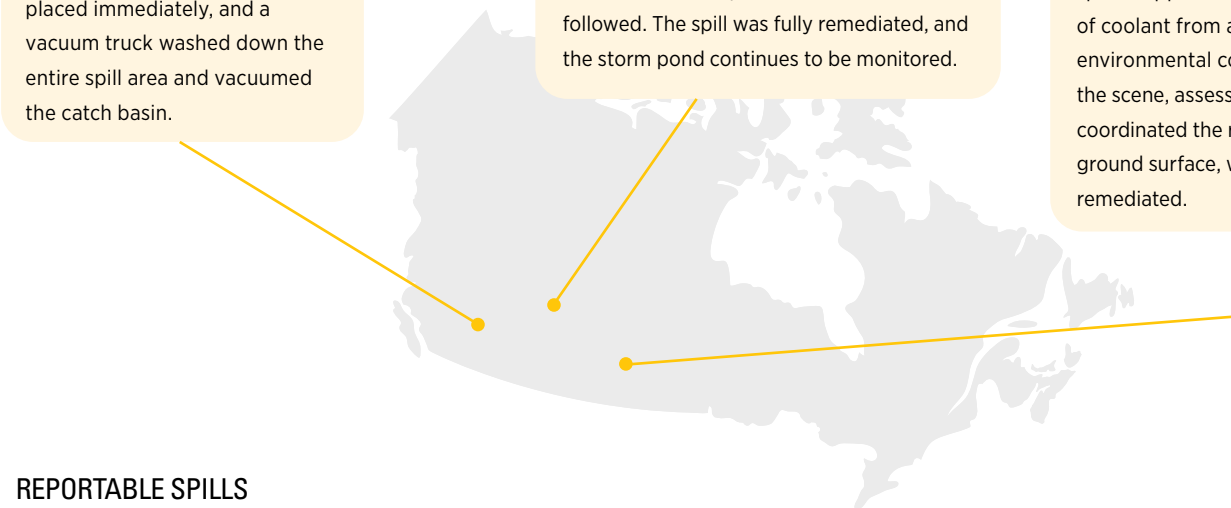 placed immediately, and a
vacuum truck washed down the
entire spill area and vacuumed
the catch basin.
followed. The spill was fully remediated, and
the storm pond continues to be monitored.
of coolant from
environmental
the scene,
coordinated the
ground surface,
remediated.
REPORTABLE SPILLS